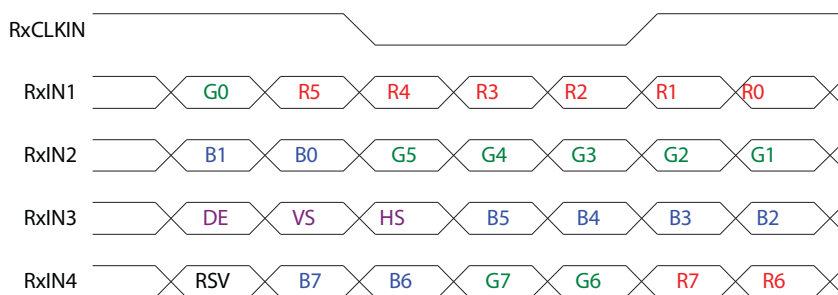 RxCLKIN
RxIN1 G0 R5 R4 R3 R2 R1 R0
RxIN2 B1 B0 G5 G4 G3 G2 G1
RxIN3 DE VS HS B5 B4 B3 B2
RxIN4 RSV B7 B6 G7 G6 R7 R6